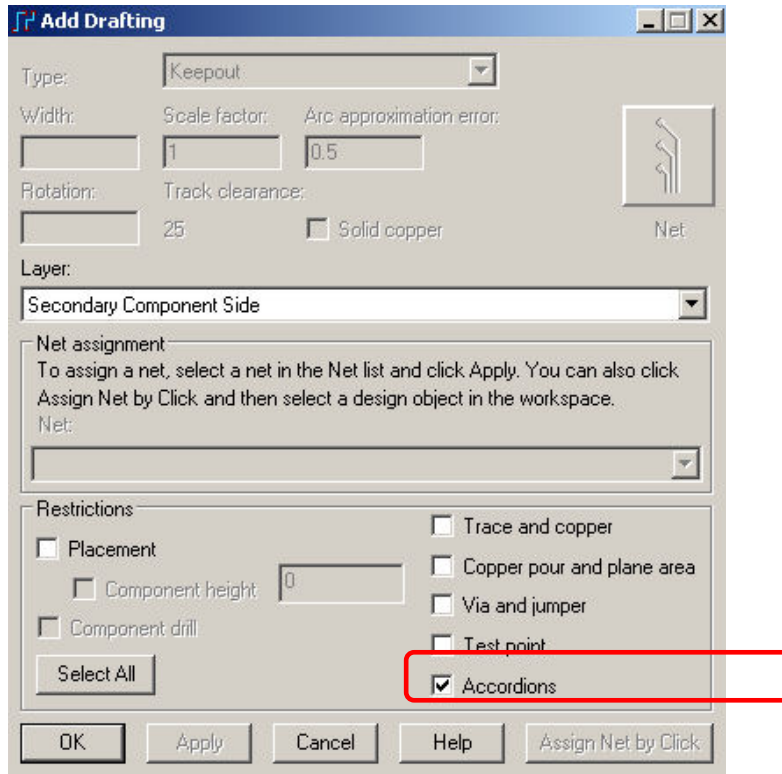 Add Drafting
Type: Keepout
Width: Scale factor: Arc approximation error:
1 0.5
Rotation: Track clearance:
25 Solid copper Net
Layer:
Secondary Component Side
Net assignment
To assign a net, select a net in the Net list and click Apply. You can also click
Assign Net by Click and then select a design object in the workspace.
Net:
Restrictions
Trace and copper
Placement
Copper pour and plane area
Component height 0
Via and jumper
Component drill
Test point
Select All
Accordions
OK Apply Cancel Help Assign Net by Click